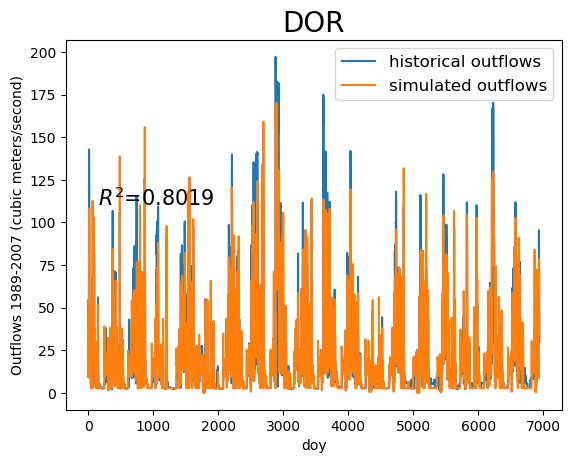 DOR
historical outflows
simulated outflows
R²=0.8019
Outflows 1989-2007 (cubic meters/second)
200
175
150
125
100
75
50
25
0
0 1000 2000 3000 4000 5000 6000 7000
doy